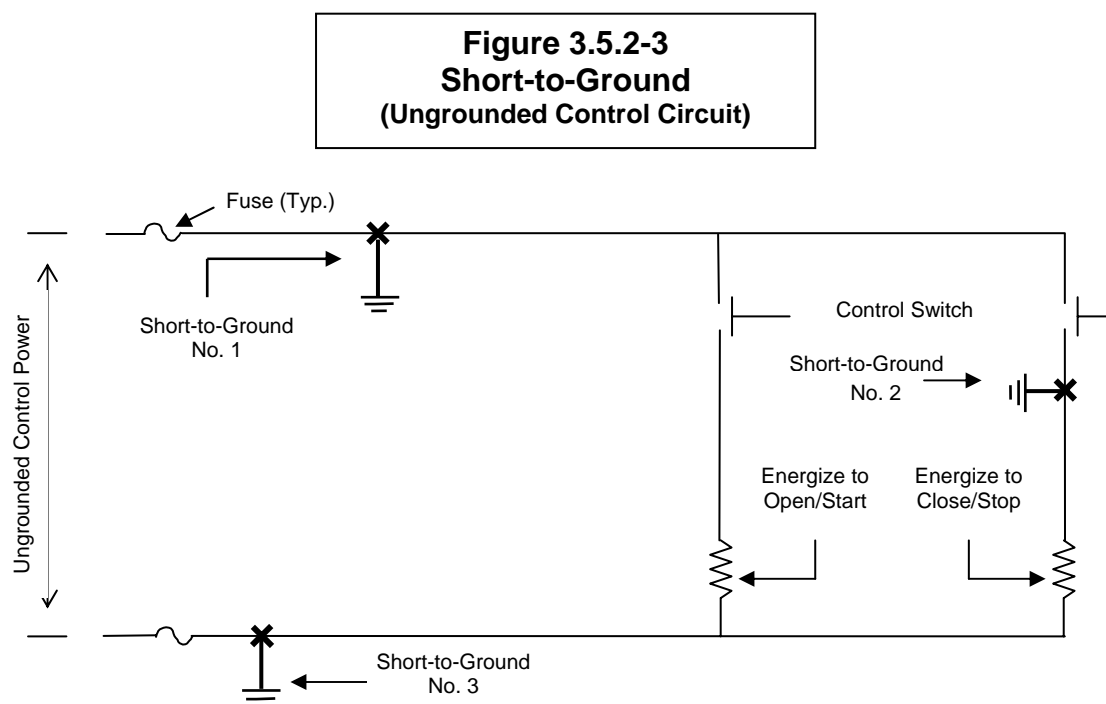 Figure 3.5.2-3
Short-to-Ground
(Ungrounded Control Circuit)
Fuse (Typ.)
Short-to-Ground
No. 1
Control Switch
Short-to-Ground
No. 2
Ungrounded Control Power
Energize to
Open/Start
Energize to
Close/Stop
Short-to-Ground
No. 3